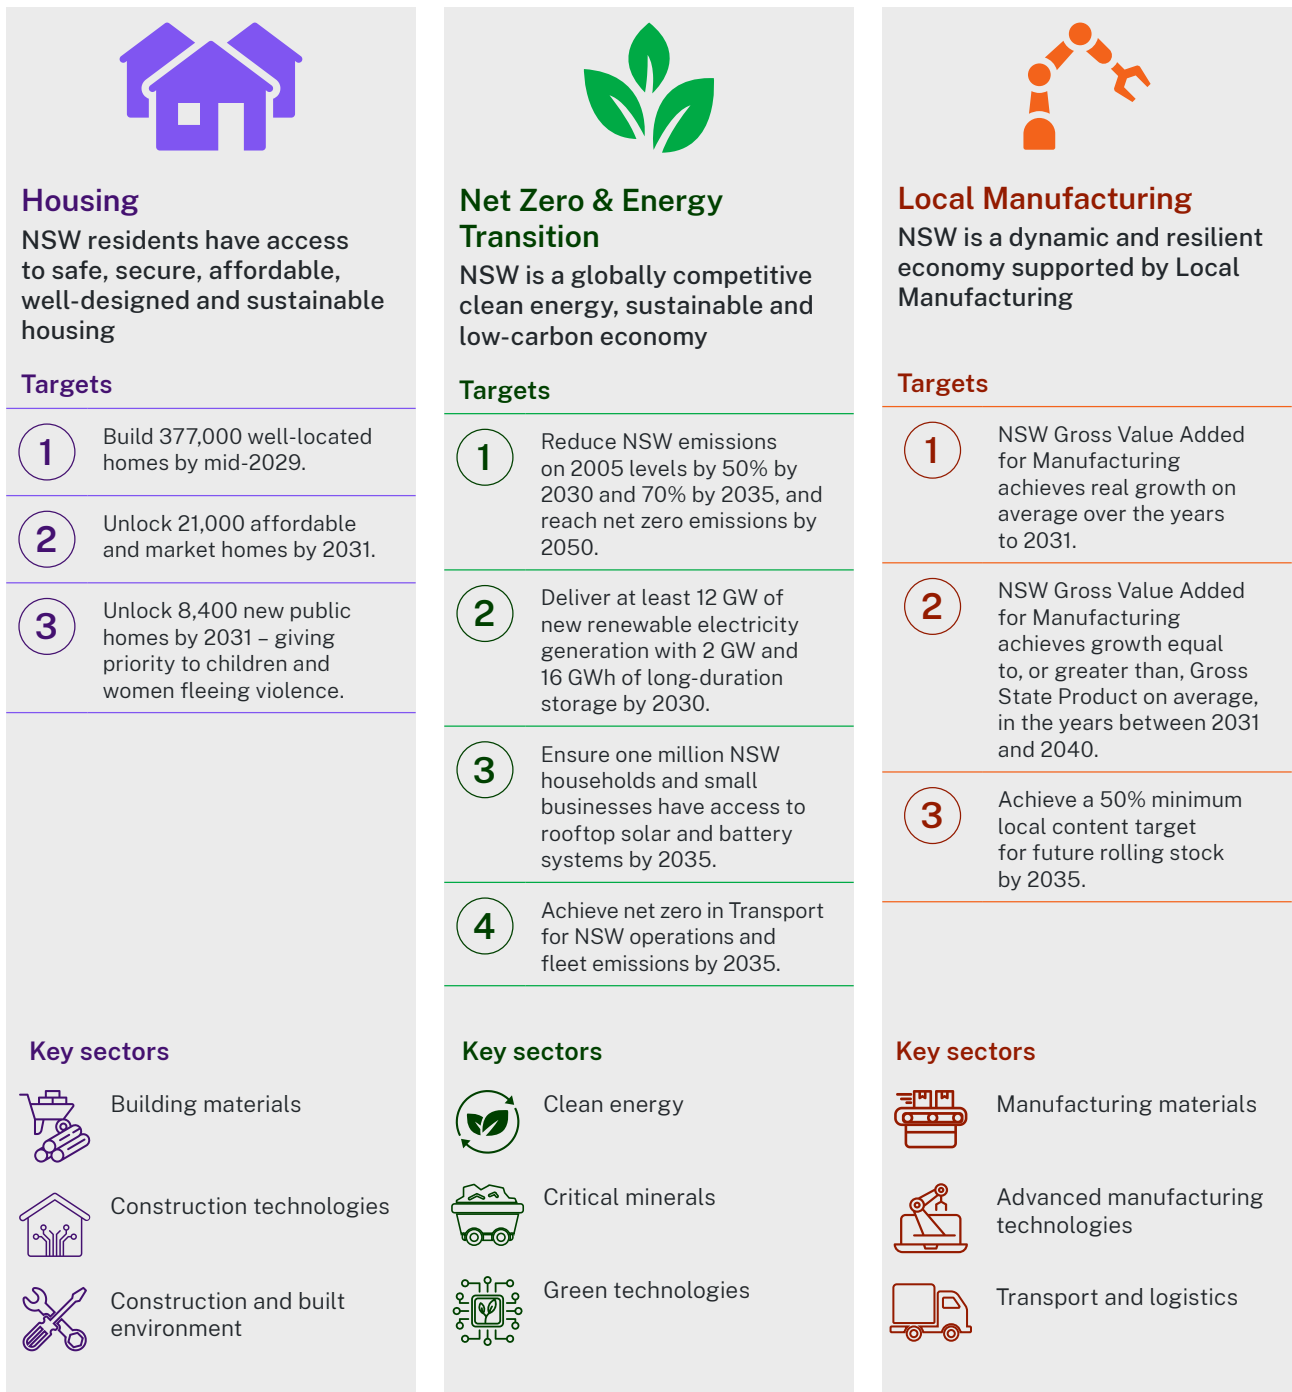 Housing
NSW residents have access
to safe, secure, affordable,
well-designed and sustainable
housing
Targets
1
Build 377,000 well-located
homes by mid-2029.
2
Unlock 21,000 affordable
and market homes by 2031.
3
Unlock 8,400 new public
homes by 2031 – giving
priority to children and
women fleeing violence.
Key sectors
Building materials
Construction technologies
Construction and built
environment
Net Zero & Energy
Transition
NSW is a globally competitive
clean energy, sustainable and
low-carbon economy
Targets
1
Reduce NSW emissions
on 2005 levels by 50% by
2030 and 70% by 2035, and
reach net zero emissions by
2050.
2
Deliver at least 12 GW of
new renewable electricity
generation with 2 GW and
16 GWh of long-duration
storage by 2030.
3
Ensure one million NSW
households and small
businesses have access to
rooftop solar and battery
systems by 2035.
4
Achieve net zero in Transport
for NSW operations and
fleet emissions by 2035.
Key sectors
Clean energy
Critical minerals
Green technologies
Local Manufacturing
NSW is a dynamic and resilient
economy supported by Local
Manufacturing
Targets
1
NSW Gross Value Added
for Manufacturing
achieves real growth on
average over the years
to 2031.
2
NSW Gross Value Added
for Manufacturing
achieves growth equal
to, or greater than, Gross
State Product on average,
in the years between 2031
and 2040.
3
Achieve a 50% minimum
local content target
for future rolling stock
by 2035.
Key sectors
Manufacturing materials
Advanced manufacturing
technologies
Transport and logistics